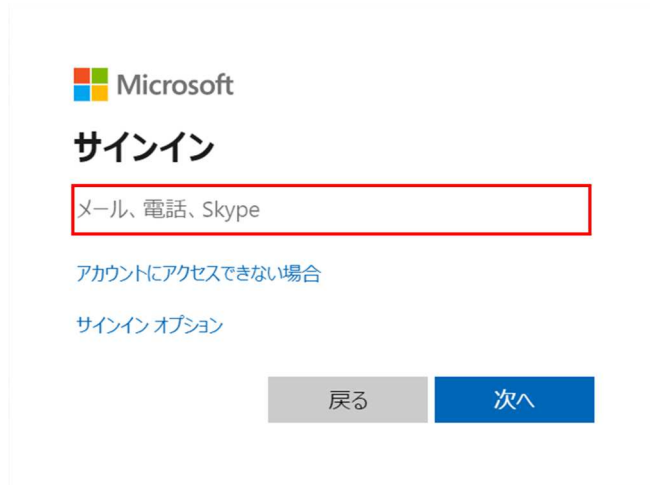 Microsoft
サインイン
メール、電話、Skype
アカウントにアクセスできない場合
サインイン オプション
戻る
次へ